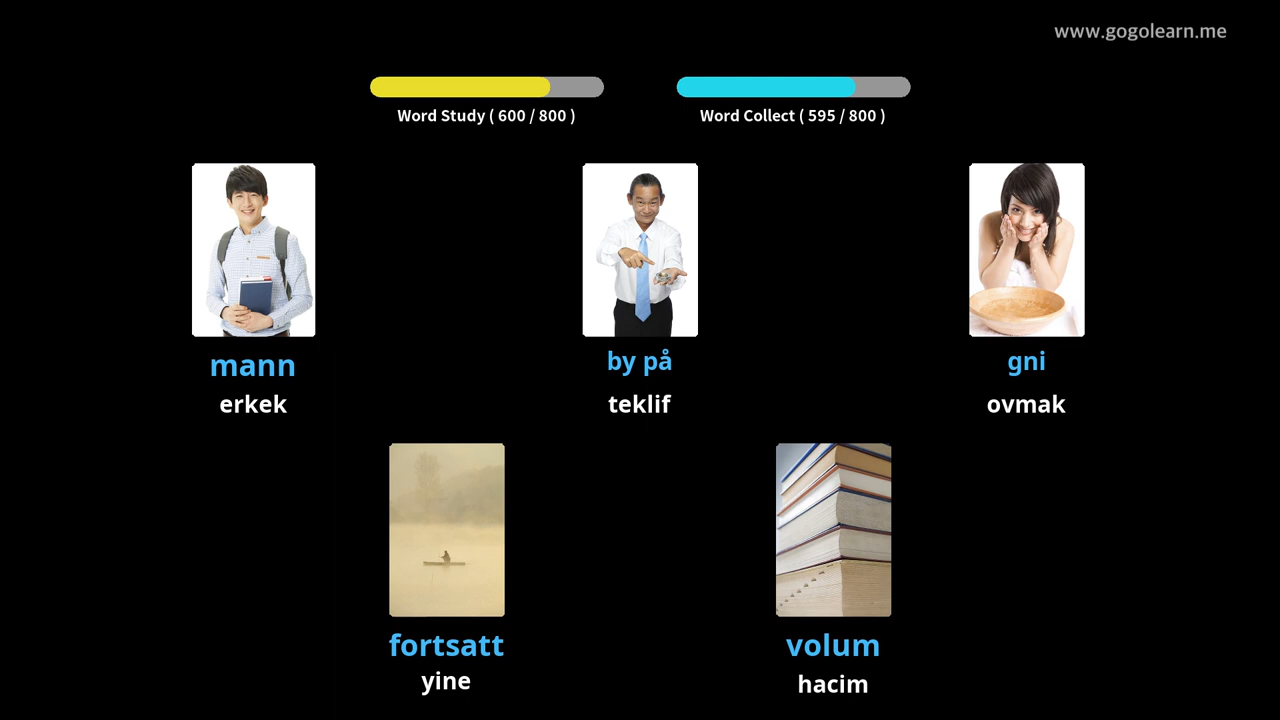 www.gogolearn.me
Word Study ( 600 / 800 )
Word Collect ( 595 / 800 )
mann
erkek
by på
teklif
gni
ovmak
fortsatt
yine
volum
hacim